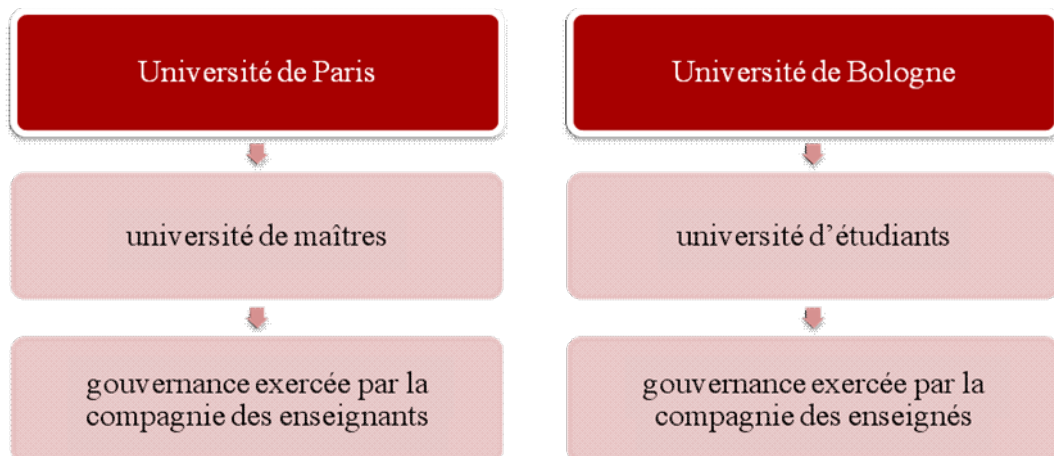 Université de Paris
université de maîtres
gouvernance exercée par la
compagnie des enseignants
Université de Bologne
université d'étudiants
gouvernance exercée par la
compagnie des enseignés